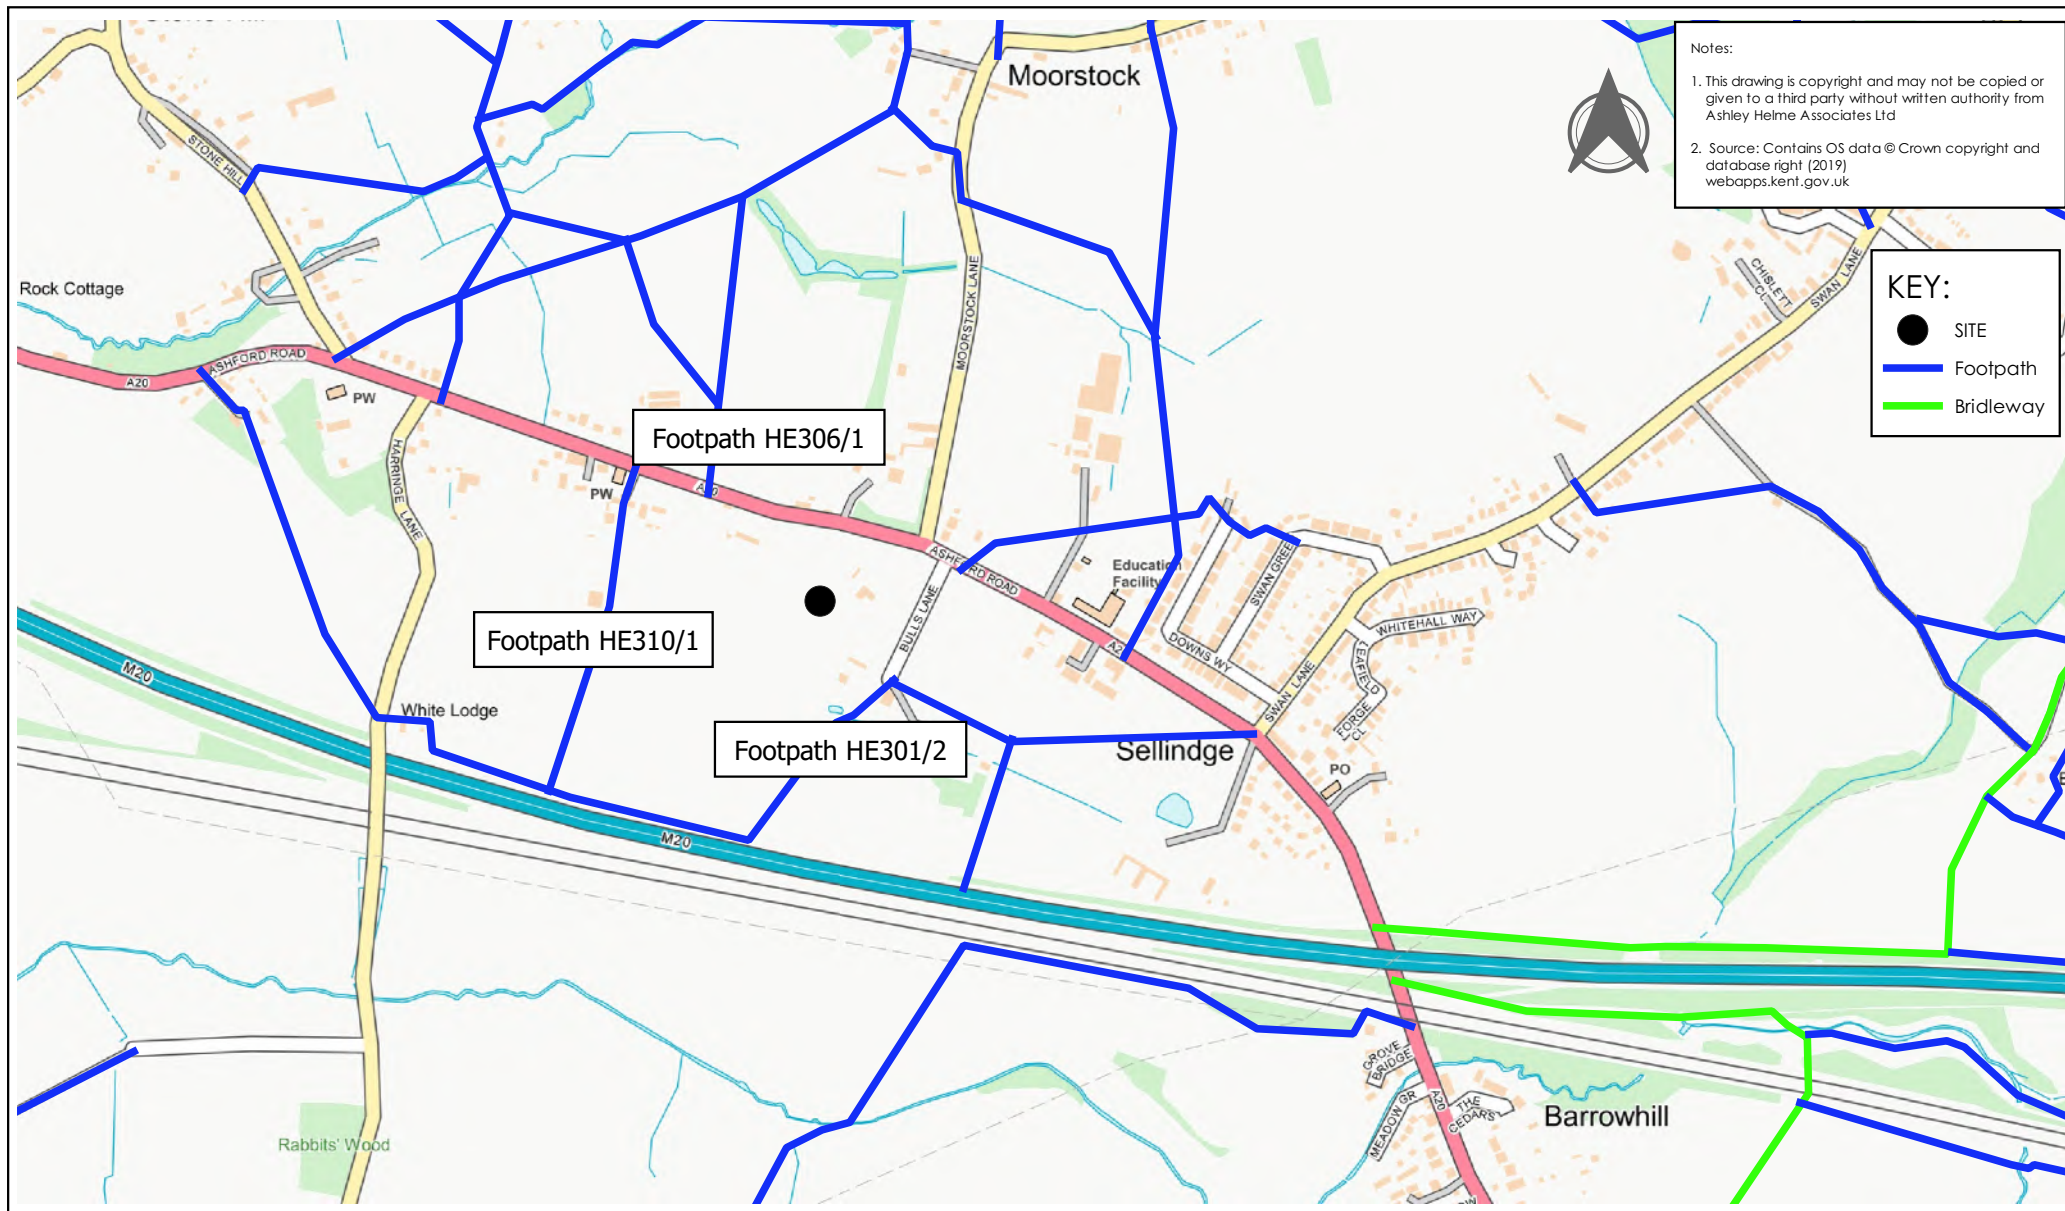 Moorstock
Notes:
1. This drawing is copyright and may not be copied or
given to a third party without written authority from
Ashley Helme Associates Ltd
2. Source: Contains OS data © Crown copyright and
database right (2019)
webapps.kent.gov.uk
STONE HILL
Rock Cottage
KEY:
SITE
Footpath
Bridleway
CHISLETT
CL
SWAN LANE
MOORSTOCK LANE
ASHFORD ROAD
A20
PW
Footpath HE306/1
HARRINGE LANE
PW
ASHFORD ROAD
Education
Facility
SWAN GREEN
BULLS LANE
WHITEHALL WAY
DOWNS WY
LEAFIELD
SWAN LANE
FORGE
CL
Footpath HE310/1
M20
White Lodge
Footpath HE301/2
Sellindge
PO
M20
GROVE
BRIDGE
MEADOW GR
A20
THE
CEDARS
Barrowhill
Rabbits' Wood